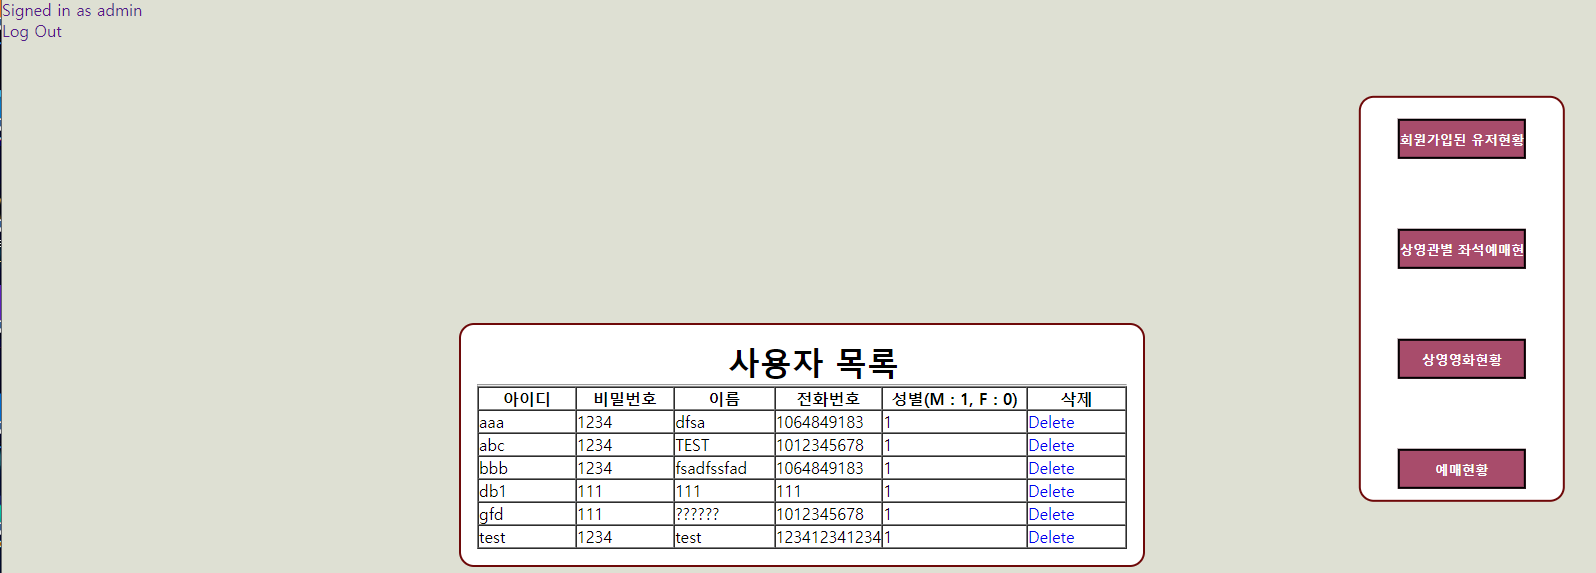 Signed in as admin
Log Out
회원가입된 유저현황
상영관별 좌석예매현
상영영화현황
예매현황
사용자 목록
아이디 비밀번호 이름 전화번호 성별(M : 1, F : 0) 삭제
aaa 1234 dfsa 1064849183 1 Delete
abc 1234 TEST 1012345678 1 Delete
bbb 1234 fsadfssfad 1064849183 1 Delete
db1 111 111 111 1 Delete
gfd 111 ?????? 1012345678 1 Delete
test 1234 test 123412341234 1 Delete